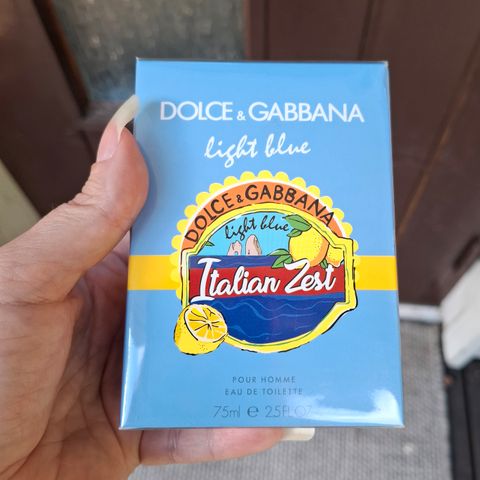 DOLCE & GABBANA
light blue
DOLCE & GABBANA
light blue
Italian Zest
POUR HOMME
EAU DE TOILETTE
75ml e 2.5FL.OZ